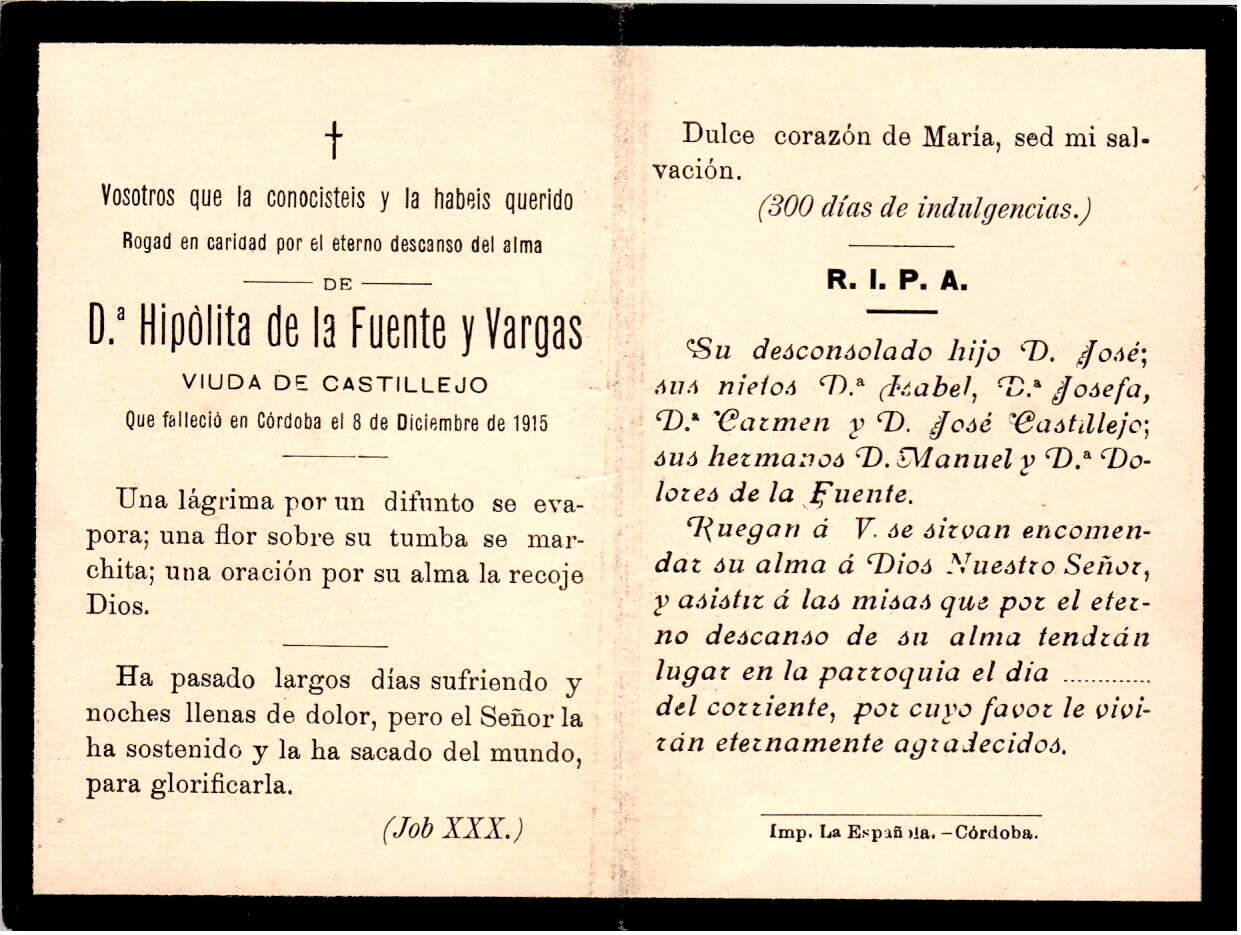 Vosotros que la conocisteis y la habeis querido
Rogad en caridad por el eterno descanso del alma
DE
D.ª Hipòlita de la Fuente y Vargas
VIUDA DE CASTILLEJO
Que falleciò en Córdoba el 8 de Diciembre de 1915
Una lágrima por un difunto se eva-
pora; una flor sobre su tumba se mar-
chita; una oración por su alma la recoje
Dios.
Ha pasado largos días sufriendo y
noches llenas de dolor, pero el Señor la
ha sostenido y la ha sacado del mundo,
para glorificarla.
(Job XXX.)
Dulce corazón de María, sed mi sal-
vación.
(300 días de indulgencias.)
R. I. P. A.
Su desconsolado hijo D. José;
sus nietos D.ª Isabel, D.ª Josefa,
D.ª Carmen y D. José Castillejo;
sus hermanos D. Manuel y D.ª Do-
lores de la Fuente.
Ruegan á V. se sirvan encomen-
dar su alma á Dios Nuestro Señor,
y asistir á las misas que por el eter-
no descanso de su alma tendrán
lugar en la parroquia el dia .............
del corriente, por cuyo favor le vivi-
rán eternamente agradecidos.
Imp. La Española. -Córdoba.